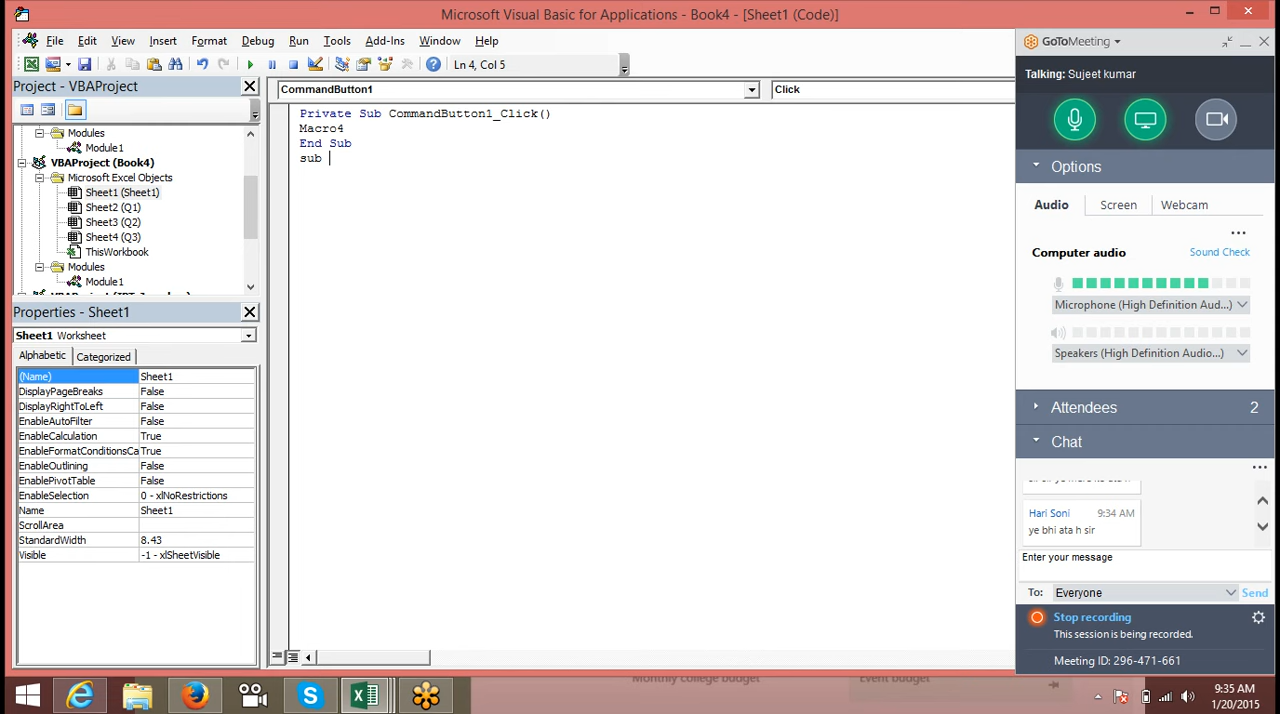 Microsoft Visual Basic for Applications - Book4 - [Sheet1 (Code)]
File Edit View Insert Format Debug Run Tools Add-Ins Window Help
Ln 4, Col 5
Project - VBAProject
Modules
Module1
VBAProject (Book4)
Microsoft Excel Objects
Sheet1 (Sheet1)
Sheet2 (Q1)
Sheet3 (Q2)
Sheet4 (Q3)
ThisWorkbook
Modules
Module1
Properties - Sheet1
Sheet1 Worksheet
Alphabetic Categorized
(Name) Sheet1
DisplayPageBreaks False
DisplayRightToLeft False
EnableAutoFilter False
EnableCalculation True
EnableFormatConditionsCa True
EnableOutlining False
EnablePivotTable False
EnableSelection 0 - xlNoRestrictions
Name Sheet1
ScrollArea
StandardWidth 8.43
Visible -1 - xlSheetVisible
CommandButton1 Click
Private Sub CommandButton1_Click()
Macro4
End Sub
sub
GoToMeeting
Talking: Sujeet kumar
Options
Audio Screen Webcam
Computer audio Sound Check
Microphone (High Definition Aud...)
Speakers (High Definition Audio...)
Attendees 2
Chat
Hari Soni 9:34 AM
ye bhi ata h sir
Enter your message
To: Everyone Send
Stop recording
This session is being recorded.
Meeting ID: 296-471-661
Monthly college budget Event budget
9:35 AM
1/20/2015